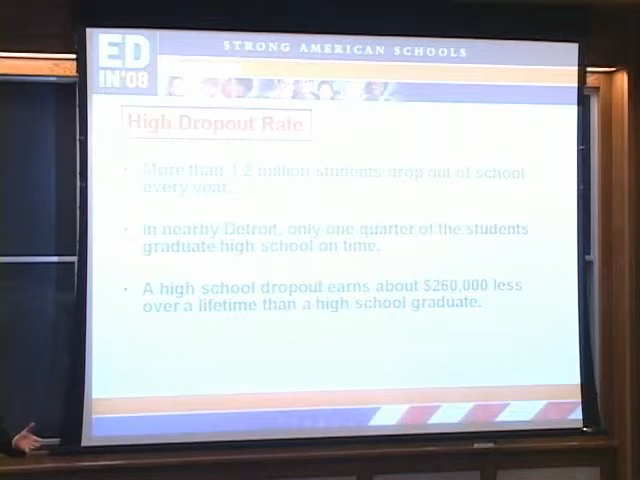 ED
IN'08
STRONG AMERICAN SCHOOLS
High Dropout Rate
· More than 1.2 million students drop out of school
every year.
· In nearby Detroit, only one quarter of the students
graduate high school on time.
· A high school dropout earns about $260,000 less
over a lifetime than a high school graduate.